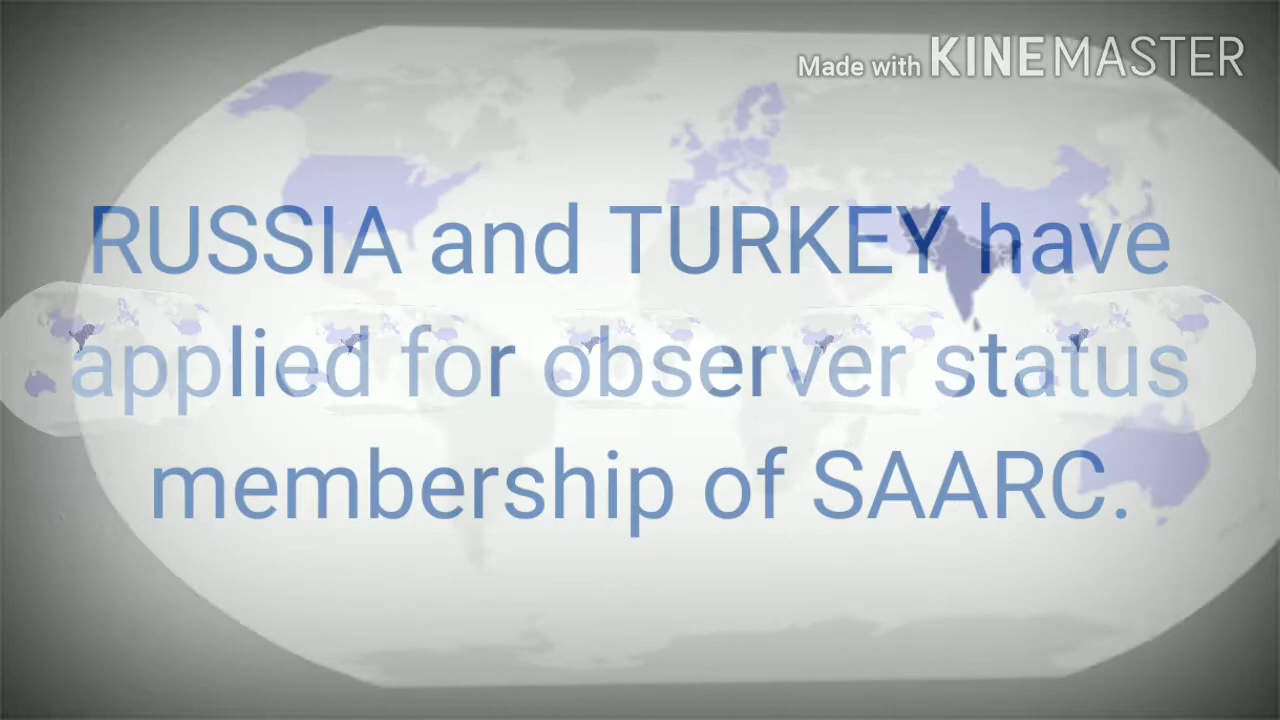 Made with KINEMASTER
RUSSIA and TURKEY have
applied for observer status
membership of SAARC.